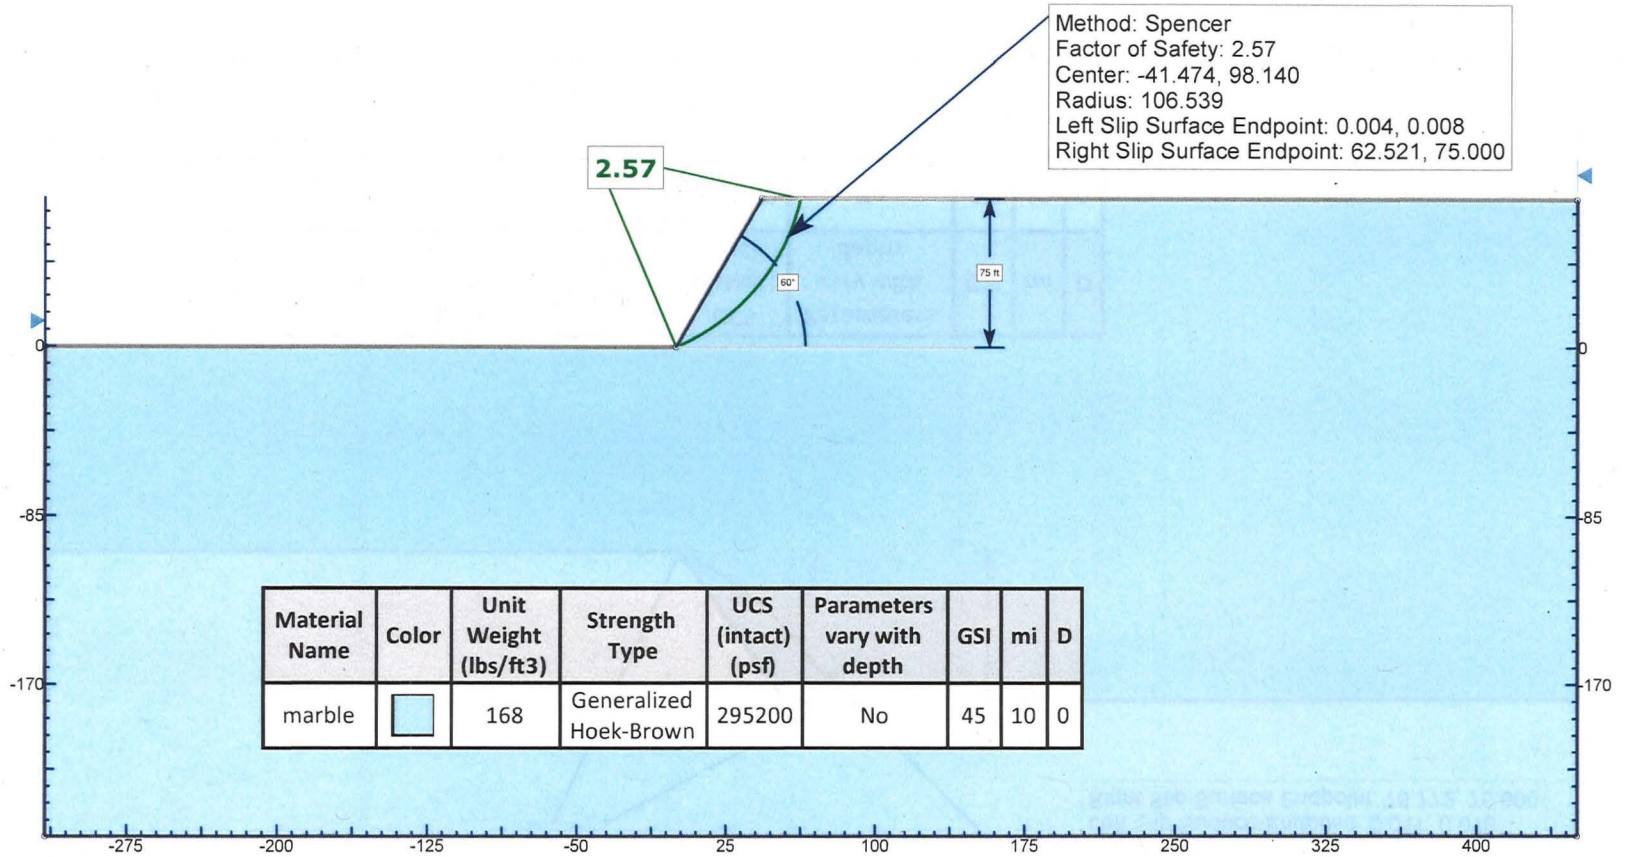 Method: Spencer
Factor of Safety: 2.57
Center: -41.474, 98.140
Radius: 106.539
Left Slip Surface Endpoint: 0.004, 0.008
Right Slip Surface Endpoint: 62.521, 75.000
2.57
60°
75 ft
0
0
-85
-85
-170
-170
Material Name
Color
Unit Weight (lbs/ft3)
Strength Type
UCS (intact) (psf)
Parameters vary with depth
GSI
mi
D
marble
168
Generalized Hoek-Brown
295200
No
45
10
0
-275
-200
-125
-50
25
100
175
250
325
400